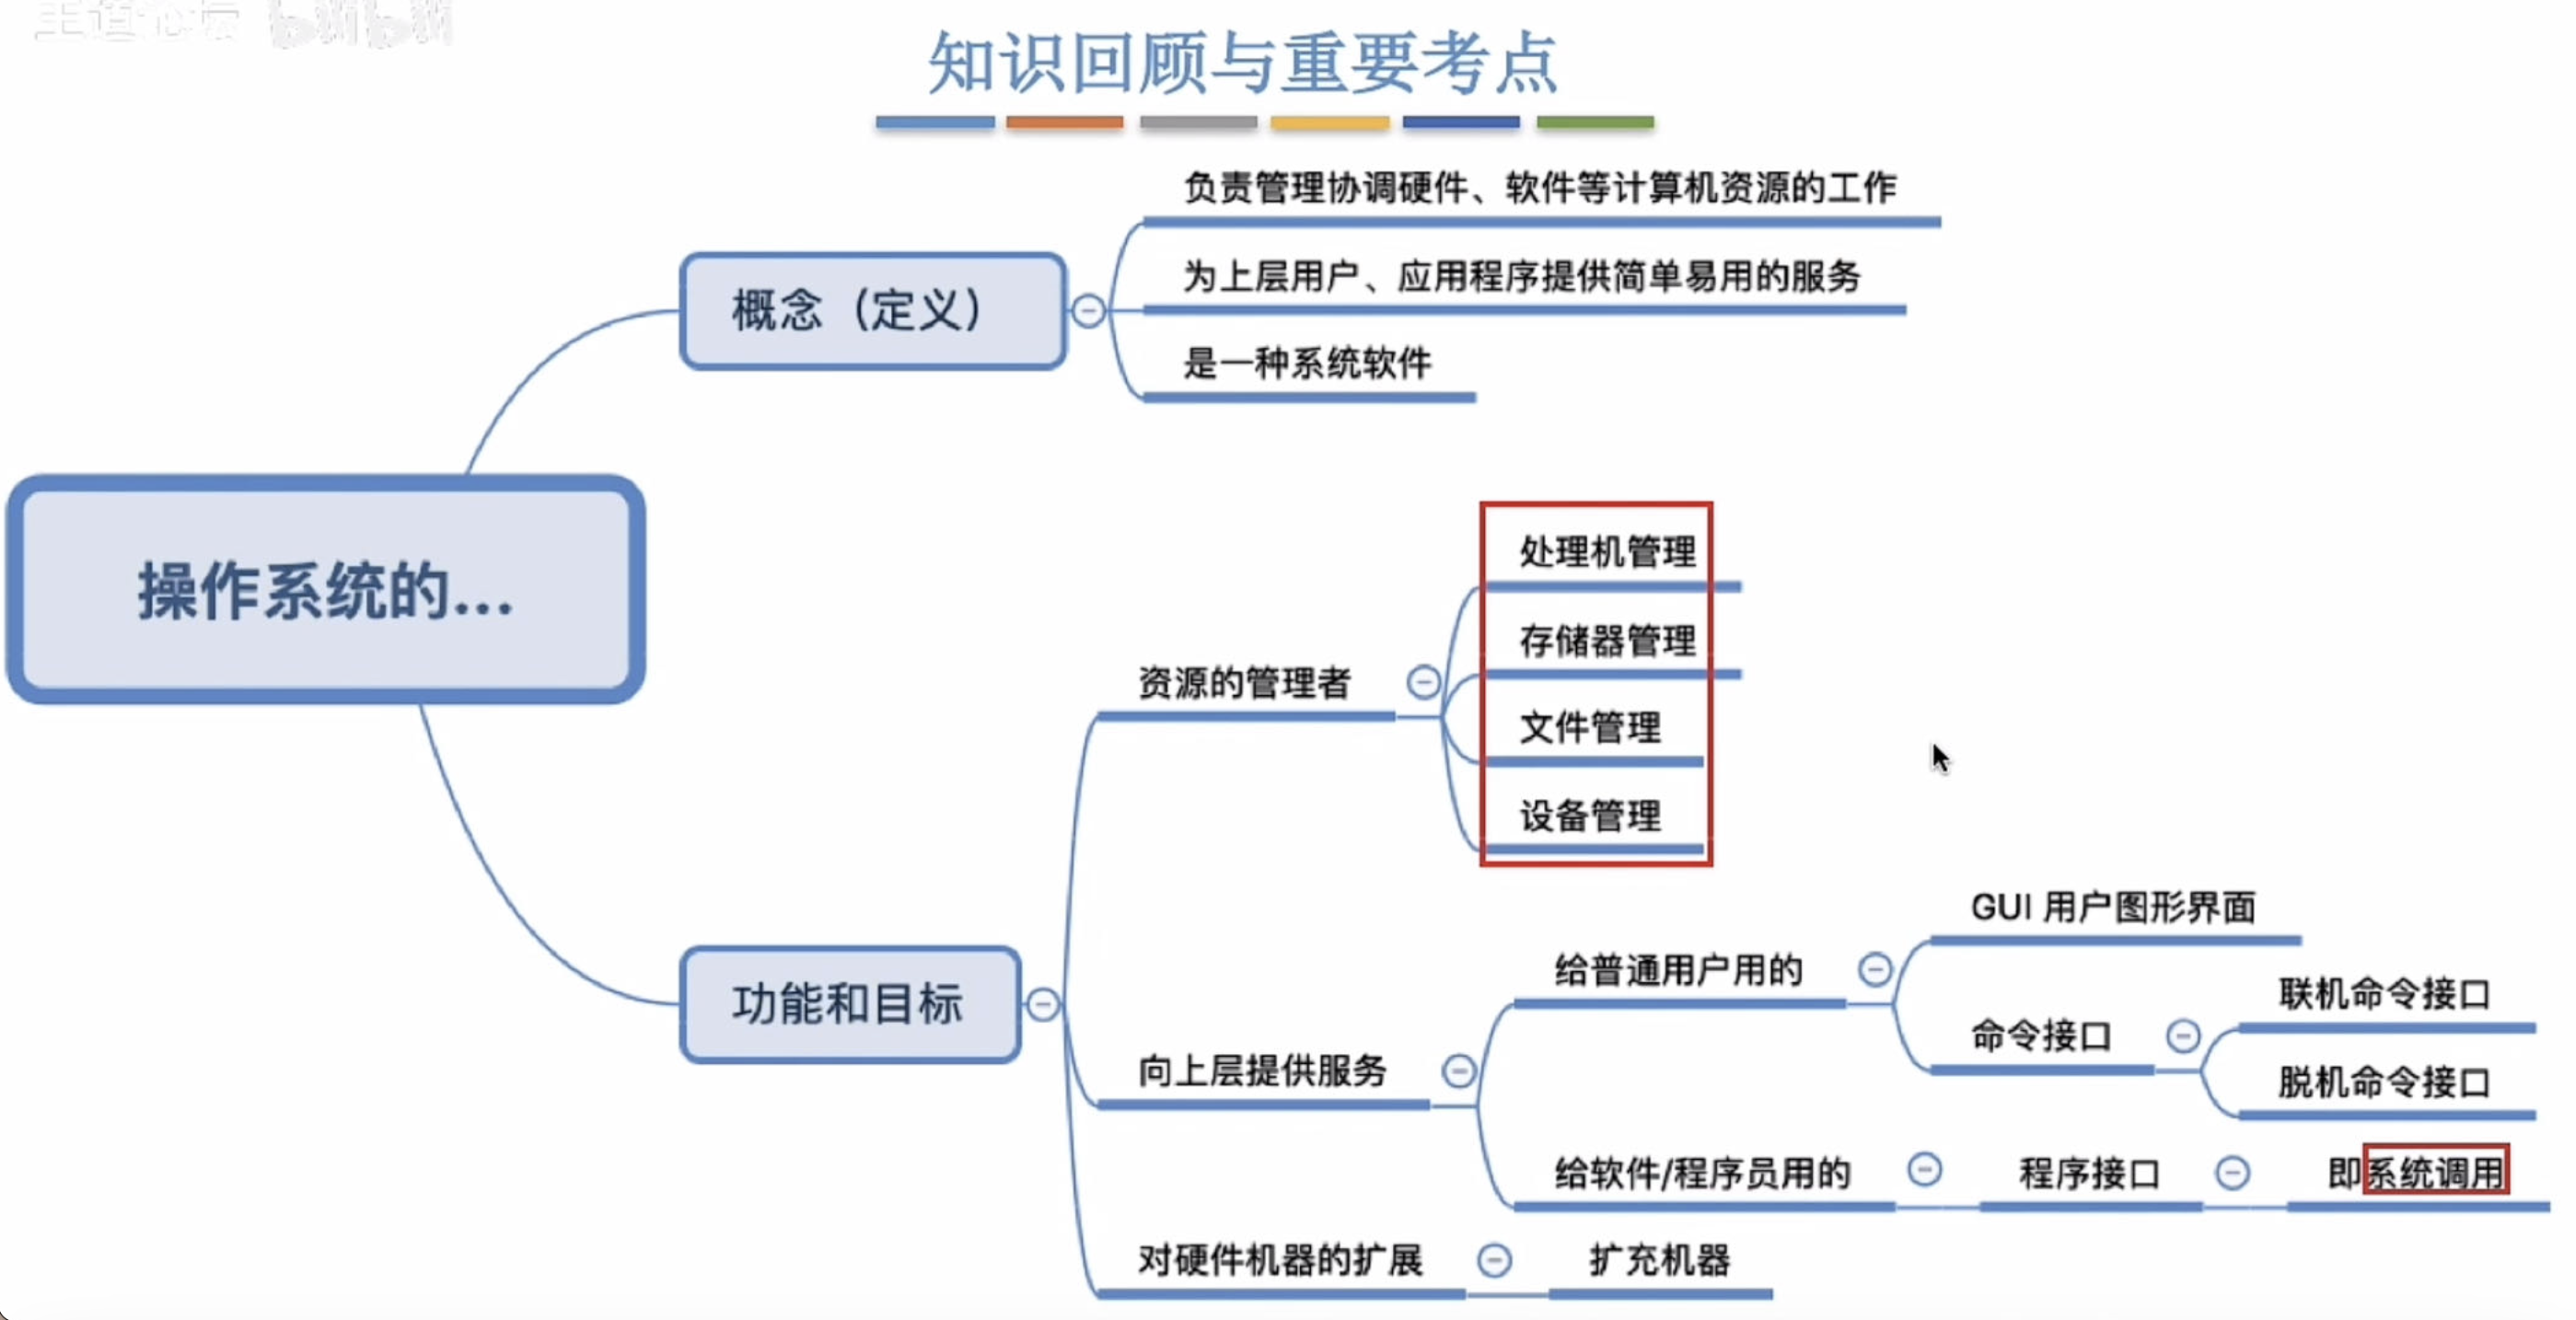 王道论坛 bilibili
知识回顾与重要考点
负责管理协调硬件、软件等计算机资源的工作
概念（定义）
为上层用户、应用程序提供简单易用的服务
是一种系统软件
操作系统的...
处理机管理
存储器管理
资源的管理者
文件管理
设备管理
功能和目标
GUI 用户图形界面
给普通用户用的
联机命令接口
命令接口
脱机命令接口
向上层提供服务
给软件/程序员用的
程序接口
即系统调用
对硬件机器的扩展
扩充机器